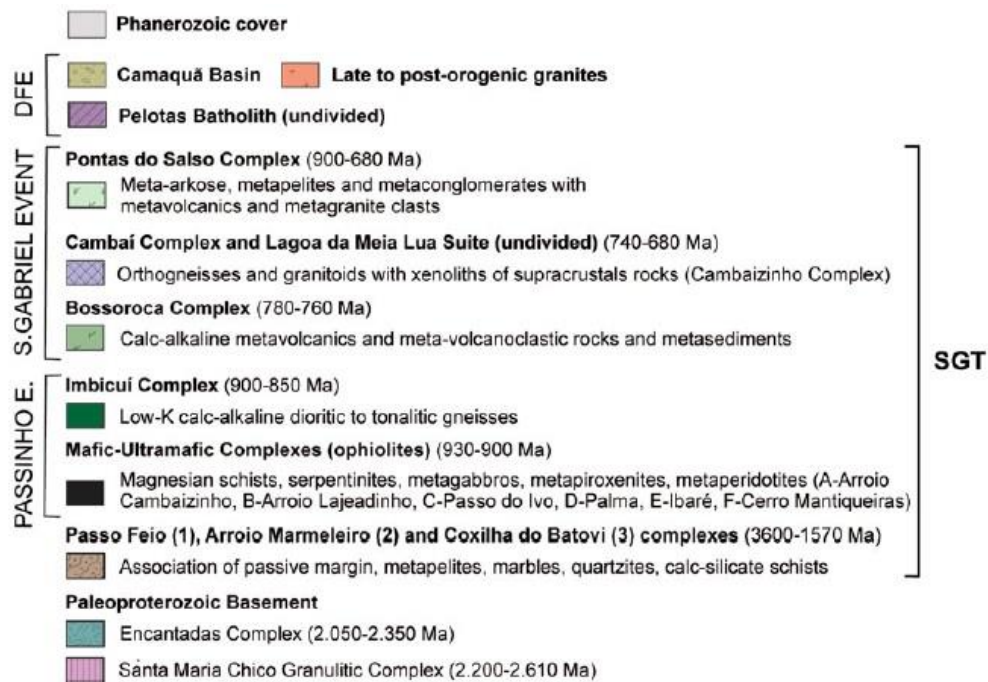 Phanerozoic cover
DFE
Camaquã Basin
Late to post-orogenic granites
Pelotas Batholith (undivided)
S.GABRIEL EVENT
Pontas do Salso Complex (900-680 Ma)
Meta-arkose, metapelites and metaconglomerates with
metavolcanics and metagranite clasts
Cambaí Complex and Lagoa da Meia Lua Suite (undivided) (740-680 Ma)
Orthogneisses and granitoids with xenoliths of supracrustals rocks (Cambaizinho Complex)
Bossoroca Complex (780-760 Ma)
Calc-alkaline metavolcanics and meta-volcanoclastic rocks and metasediments
SGT
PASSINHO E.
Imbicuí Complex (900-850 Ma)
Low-K calc-alkaline dioritic to tonalitic gneisses
Mafic-Ultramafic Complexes (ophiolites) (930-900 Ma)
Magnesian schists, serpentinites, metagabbros, metapiroxenites, metaperidotites (A-Arroio
Cambaizinho, B-Arroio Lajeadinho, C-Passo do Ivo, D-Palma, E-Ibaré, F-Cerro Mantiqueiras)
Passo Feio (1), Arroio Marmeleiro (2) and Coxilha do Batovi (3) complexes (3600-1570 Ma)
Association of passive margin, metapelites, marbles, quartzites, calc-silicate schists
Paleoproterozoic Basement
Encantadas Complex (2.050-2.350 Ma)
Santa Maria Chico Granulitic Complex (2.200-2.610 Ma)